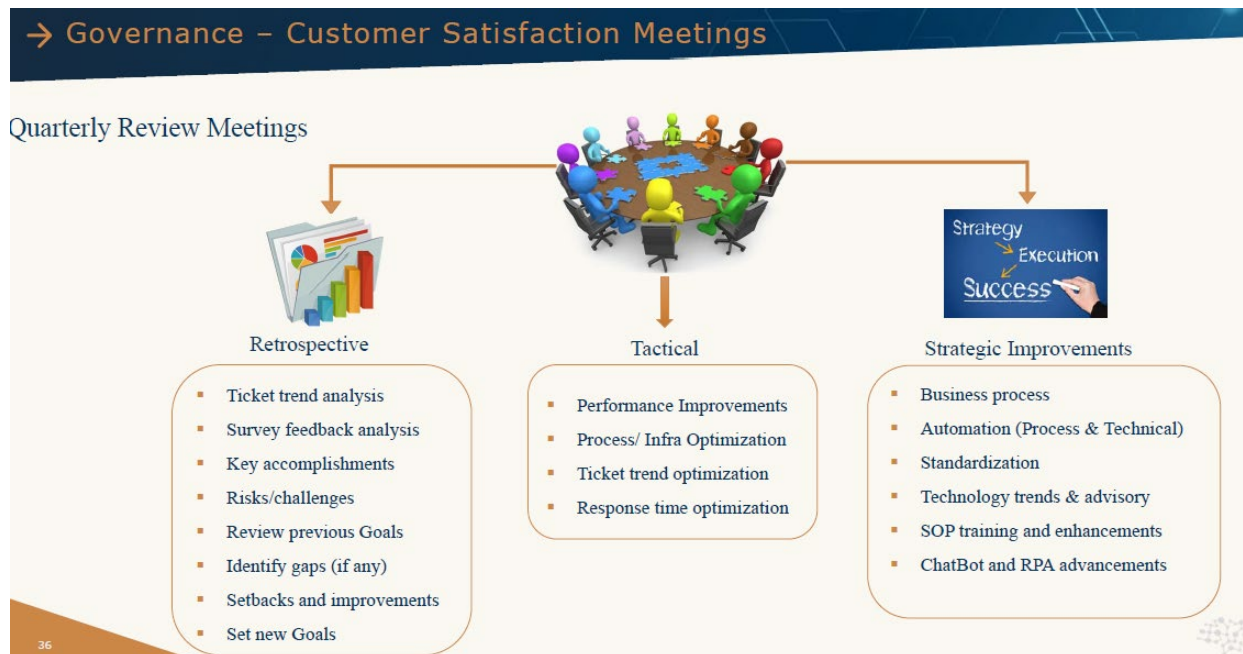 → Governance – Customer Satisfaction Meetings
Quarterly Review Meetings
Strategy
Execution
Success
Retrospective
▪ Ticket trend analysis
▪ Survey feedback analysis
▪ Key accomplishments
▪ Risks/challenges
▪ Review previous Goals
▪ Identify gaps (if any)
▪ Setbacks and improvements
▪ Set new Goals
Tactical
▪ Performance Improvements
▪ Process/ Infra Optimization
▪ Ticket trend optimization
▪ Response time optimization
Strategic Improvements
▪ Business process
▪ Automation (Process & Technical)
▪ Standardization
▪ Technology trends & advisory
▪ SOP training and enhancements
▪ ChatBot and RPA advancements
36